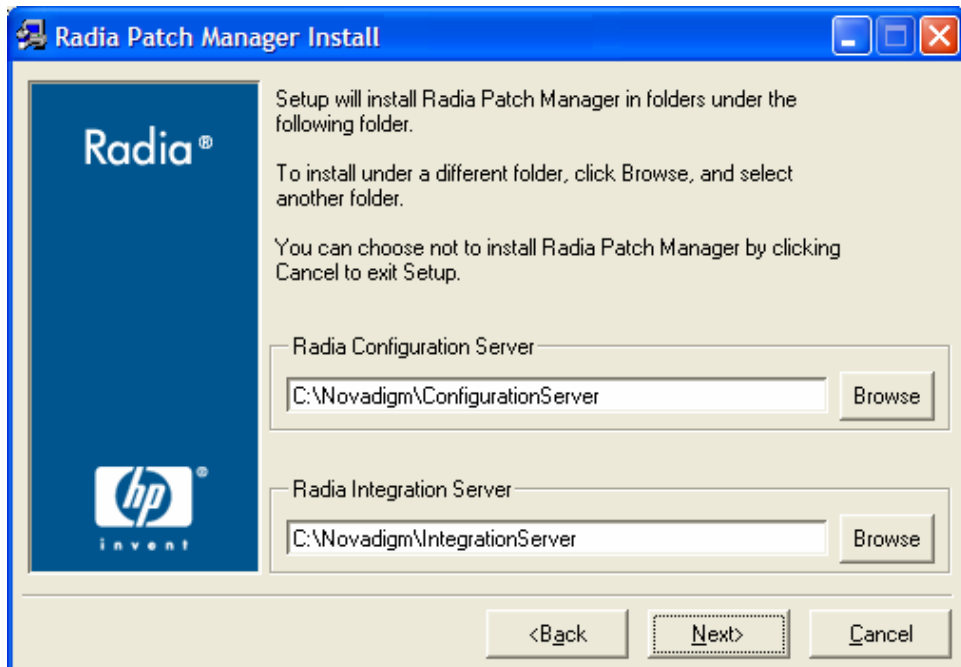 Radia Patch Manager Install
Radia®
Setup will install Radia Patch Manager in folders under the
following folder.
To install under a different folder, click Browse, and select
another folder.
You can choose not to install Radia Patch Manager by clicking
Cancel to exit Setup.
Radia Configuration Server
C:\Novadigm\ConfigurationServer
Browse
Radia Integration Server
C:\Novadigm\IntegrationServer
Browse
hp®
invent
<Back
Next>
Cancel